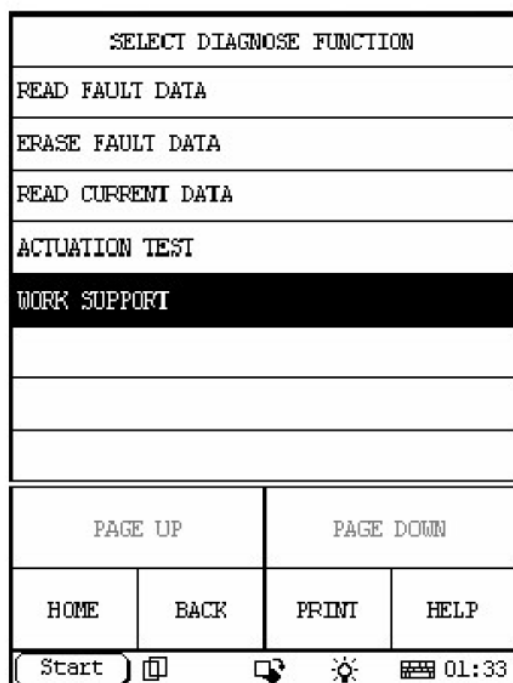 SELECT DIAGNOSE FUNCTION
READ FAULT DATA
ERASE FAULT DATA
READ CURRENT DATA
ACTUATION TEST
WORK SUPPORT
PAGE UP PAGE DOWN
HOME BACK PRINT HELP
Start 01:33